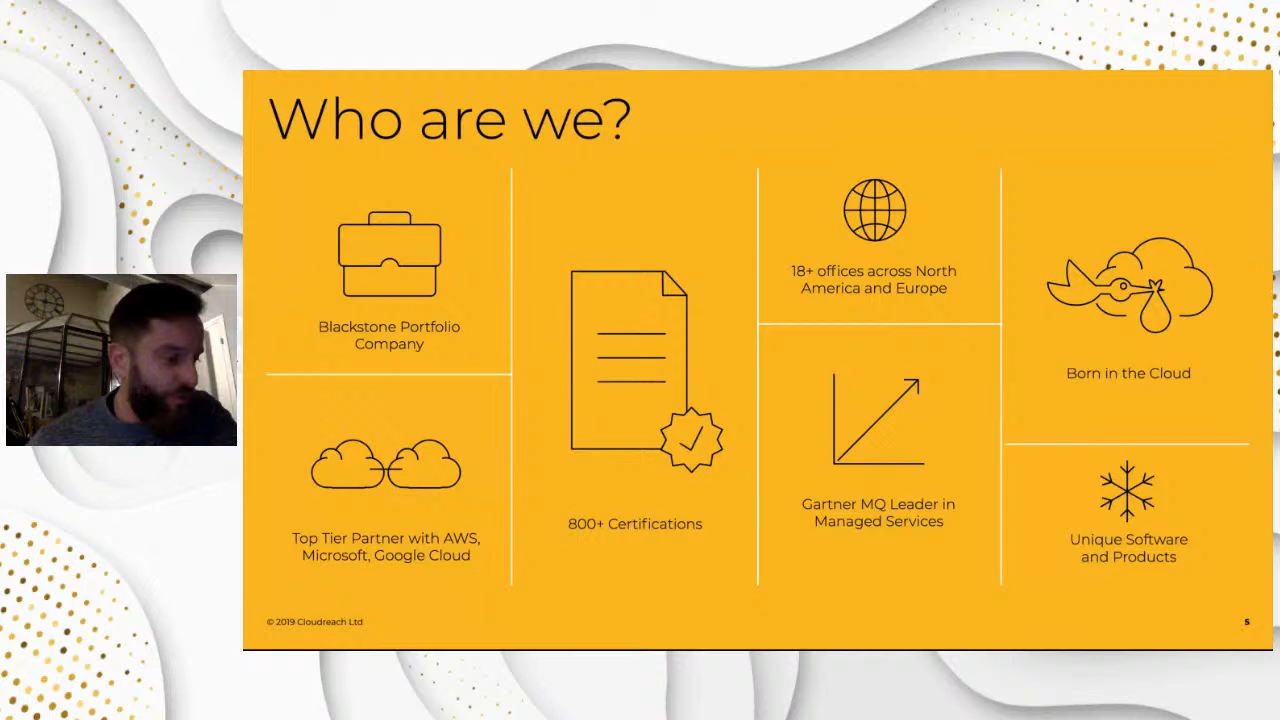 Who are we?
Blackstone Portfolio
Company
Top Tier Partner with AWS,
Microsoft, Google Cloud
800+ Certifications
18+ offices across North
America and Europe
Gartner MQ Leader in
Managed Services
Born in the Cloud
Unique Software
and Products
© 2019 Cloudreach Ltd
5